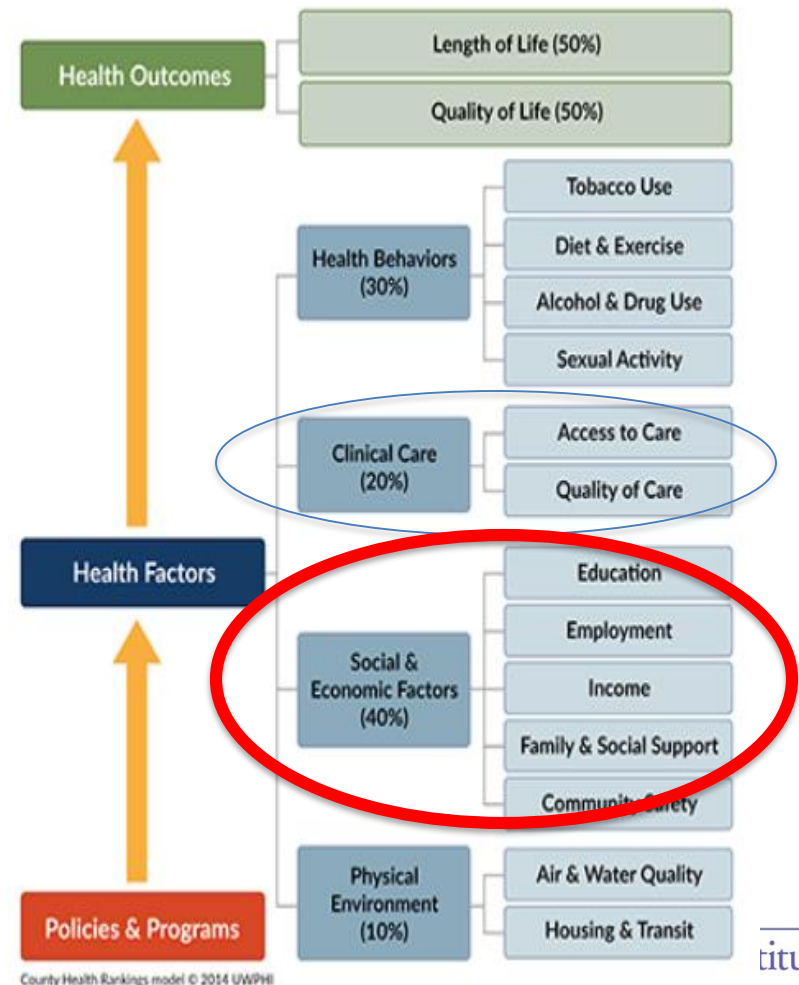 Health Outcomes
Length of Life (50%)
Quality of Life (50%)
Health Behaviors
(30%)
Tobacco Use
Diet & Exercise
Alcohol & Drug Use
Sexual Activity
Clinical Care
(20%)
Access to Care
Quality of Care
Health Factors
Social &
Economic Factors
(40%)
Education
Employment
Income
Family & Social Support
Community Safety
Physical
Environment
(10%)
Air & Water Quality
Housing & Transit
Policies & Programs
County Health Rankings model © 2014 UWPHI